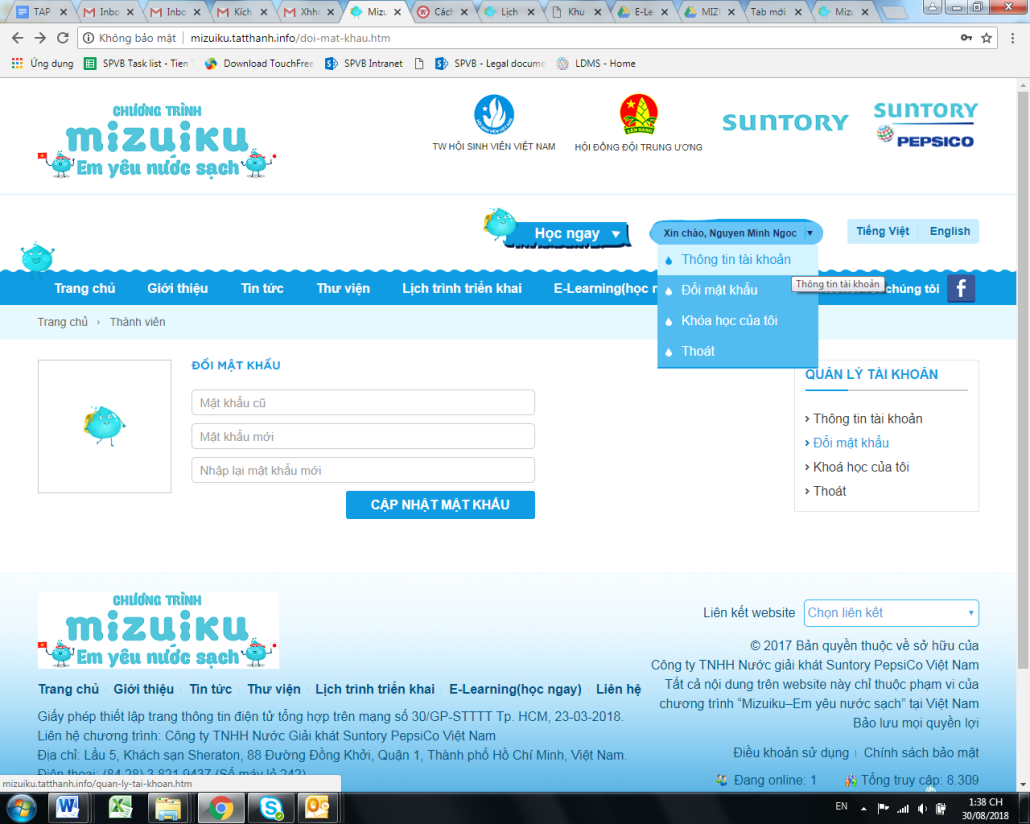 TAP
Inbo
Inbo
Kích
Xhh
Mizu
Cách
Lịch
Khu
E-Le
MIZ
Tab mới
Mizu
Không bảo mật | mizuiku.tatthanh.info/doi-mat-khau.htm
Ứng dụng SPVB Task list - Tien Download TouchFree SPVB Intranet SPVB - Legal docume LDMS - Home
CHƯƠNG TRÌNH
mizuiku
Em yêu nước sạch
TW HỘI SINH VIÊN VIỆT NAM
SẴN SÀNG
HỘI ĐỒNG ĐỘI TRUNG ƯƠNG
SUNTORY
SUNTORY
PEPSICO
Học ngay
Xin chào, Nguyen Minh Ngoc
Tiếng Việt English
Thông tin tài khoản
Đổi mật khẩu
Thông tin tài khoản
Khóa học của tôi
Thoát
Trang chủ Giới thiệu Tin tức Thư viện Lịch trình triển khai E-Learning(học n chúng tôi f
Trang chủ › Thành viên
ĐỔI MẬT KHẨU
Mật khẩu cũ
Mật khẩu mới
Nhập lại mật khẩu mới
CẬP NHẬT MẬT KHẨU
QUẢN LÝ TÀI KHOẢN
› Thông tin tài khoản
› Đổi mật khẩu
› Khoá học của tôi
› Thoát
CHƯƠNG TRÌNH
mizuiku
Em yêu nước sạch
Liên kết website Chọn liên kết
© 2017 Bản quyền thuộc về sở hữu của
Công ty TNHH Nước giải khát Suntory PepsiCo Việt Nam
Tất cả nội dung trên website này chỉ thuộc phạm vi của
chương trình “Mizuiku–Em yêu nước sạch” tại Việt Nam
Bảo lưu mọi quyền lợi
Điều khoản sử dụng | Chính sách bảo mật
Đang online: 1 Tổng truy cập: 8.309
Trang chủ Giới thiệu Tin tức Thư viện Lịch trình triển khai E-Learning(học ngay) Liên hệ
Giấy phép thiết lập trang thông tin điện tử tổng hợp trên mạng số 30/GP-STTTT Tp. HCM, 23-03-2018.
Liên hệ chương trình: Công ty TNHH Nước Giải khát Suntory PepsiCo Việt Nam
Địa chỉ: Lầu 5, Khách sạn Sheraton, 88 Đường Đồng Khởi, Quận 1, Thành phố Hồ Chí Minh, Việt Nam.
Điện thoại: (84.28) 3 821 9437 (Số máy lẻ 242)
mizuiku.tatthanh.info/quan-ly-tai-khoan.htm
EN
1:38 CH
30/08/2018